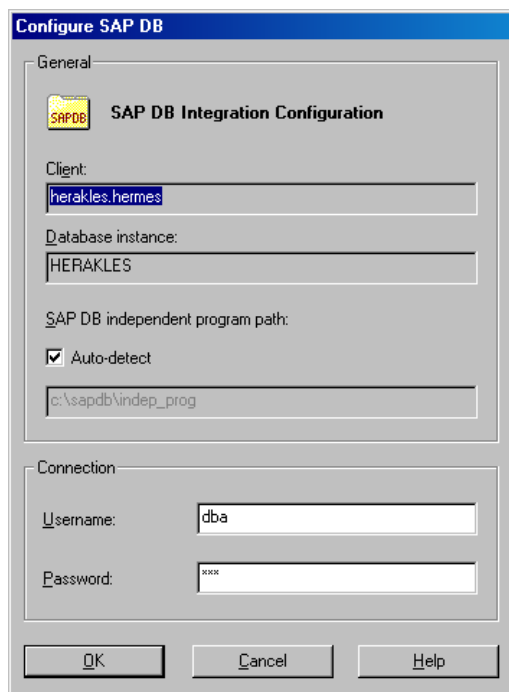 Configure SAP DB
General
SAPDB
SAP DB Integration Configuration
Client:
herakles.hermes
Database instance:
HERAKLES
SAP DB independent program path:
Auto-detect
c:\sapdb\indep_prog
Connection
Username:
dba
Password:
***
OK
Cancel
Help